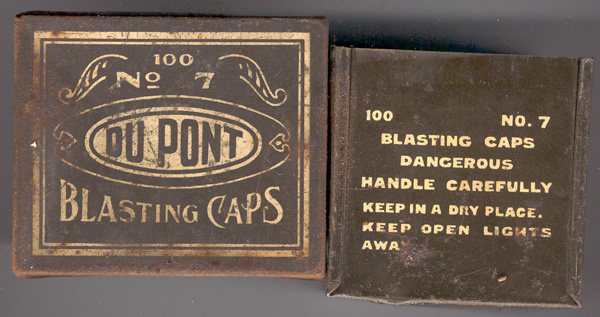 100
No 7
DU PONT
BLASTING CAPS
100 NO. 7
BLASTING CAPS
DANGEROUS
HANDLE CAREFULLY
KEEP IN A DRY PLACE.
KEEP OPEN LIGHTS
AWA